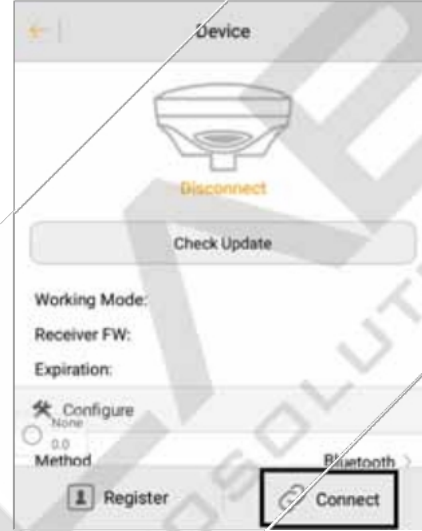 Device
Disconnect
Check Update
Working Mode:
Receiver FW:
Expiration:
Configure
None
0.0
Method Bluetooth
Register Connect